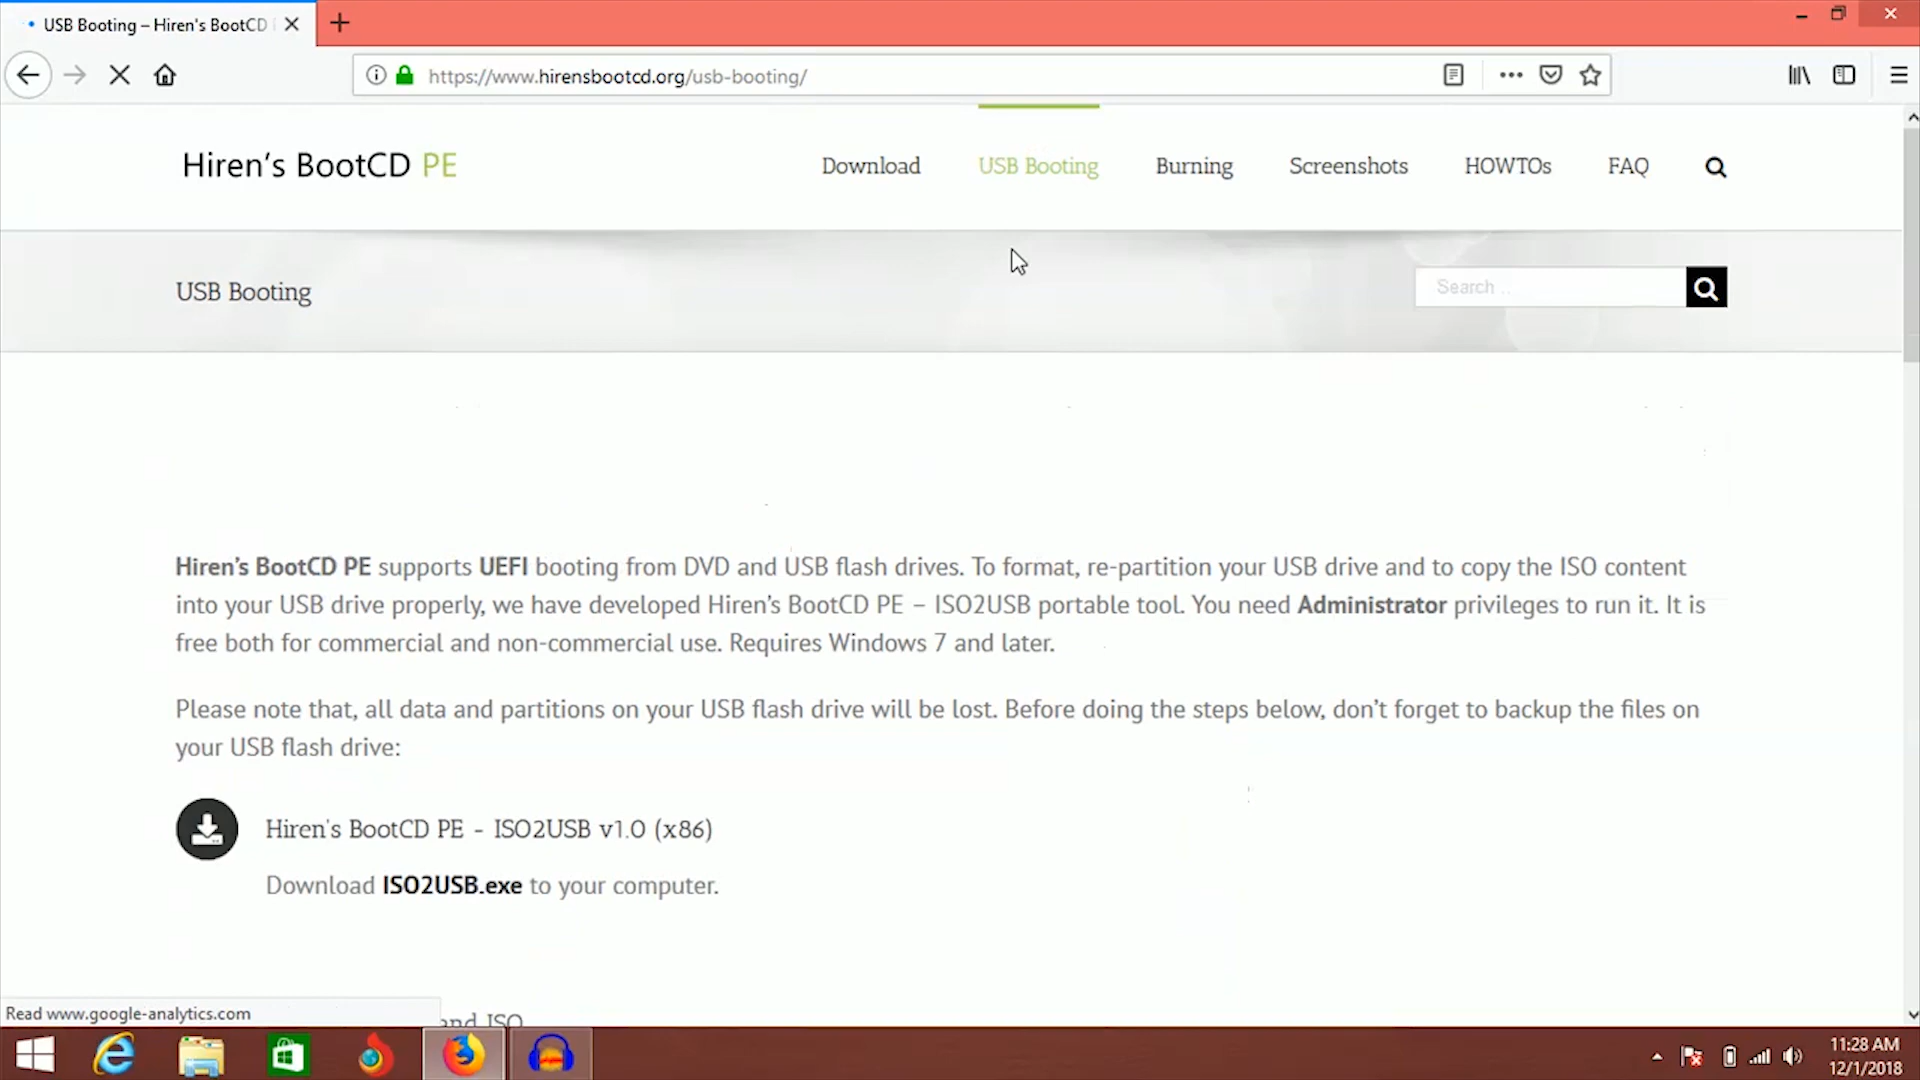 USB Booting – Hiren's BootCD
https://www.hirensbootcd.org/usb-booting/
Hiren's BootCD PE
Download USB Booting Burning Screenshots HOWTOs FAQ
USB Booting
Search ...
Hiren's BootCD PE supports UEFI booting from DVD and USB flash drives. To format, re-partition your USB drive and to copy the ISO content
into your USB drive properly, we have developed Hiren's BootCD PE – ISO2USB portable tool. You need Administrator privileges to run it. It is
free both for commercial and non-commercial use. Requires Windows 7 and later.
Please note that, all data and partitions on your USB flash drive will be lost. Before doing the steps below, don't forget to backup the files on
your USB flash drive:
Hiren's BootCD PE - ISO2USB v1.0 (x86)
Download ISO2USB.exe to your computer.
and ISO
Read www.google-analytics.com
11:28 AM
12/1/2018